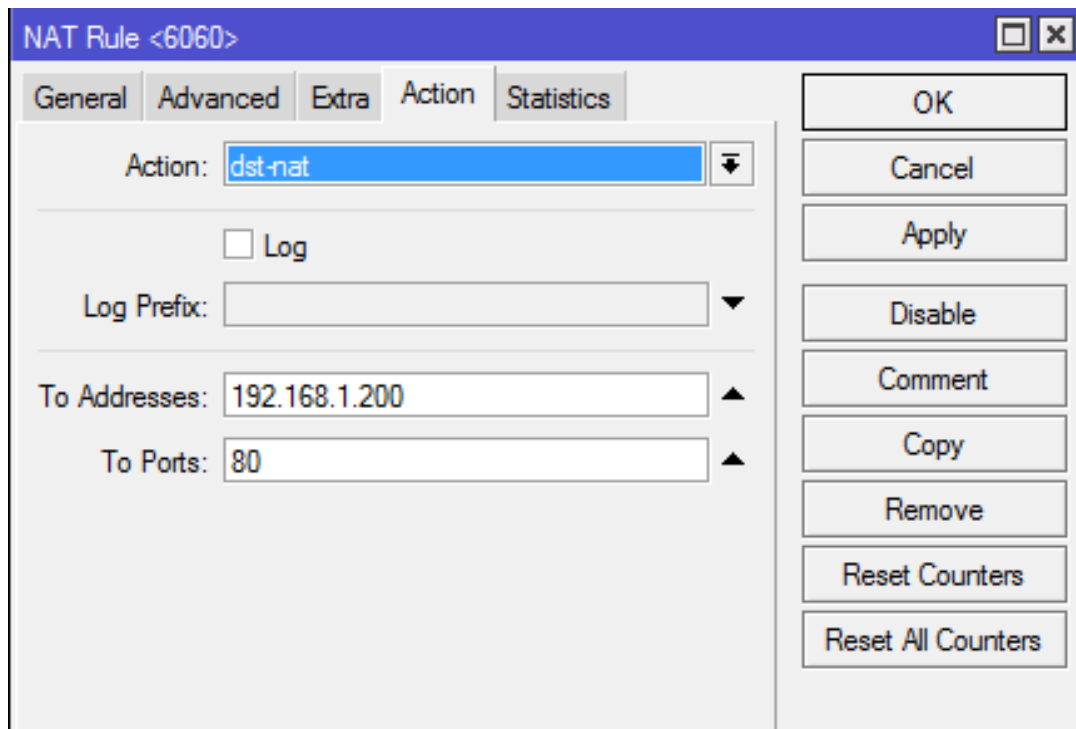 NAT Rule <6060>
General Advanced Extra Action Statistics
Action: dst-nat
Log
Log Prefix:
To Addresses: 192.168.1.200
To Ports: 80
OK
Cancel
Apply
Disable
Comment
Copy
Remove
Reset Counters
Reset All Counters